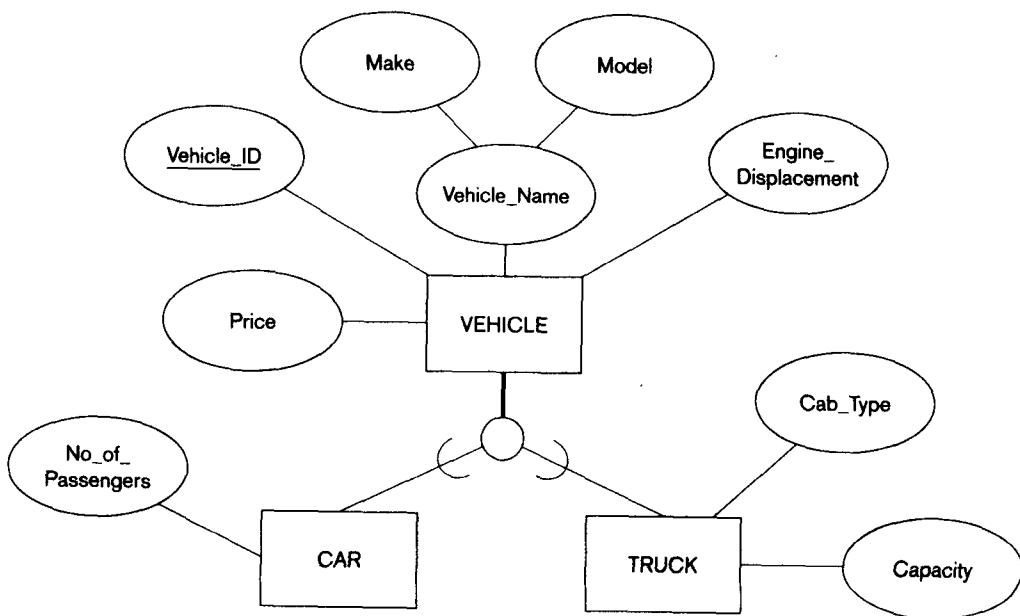 Make
Model
Vehicle_ID
Engine_
Displacement
Vehicle_Name
Price
VEHICLE
Cab_Type
No_of_
Passengers
CAR
TRUCK
Capacity